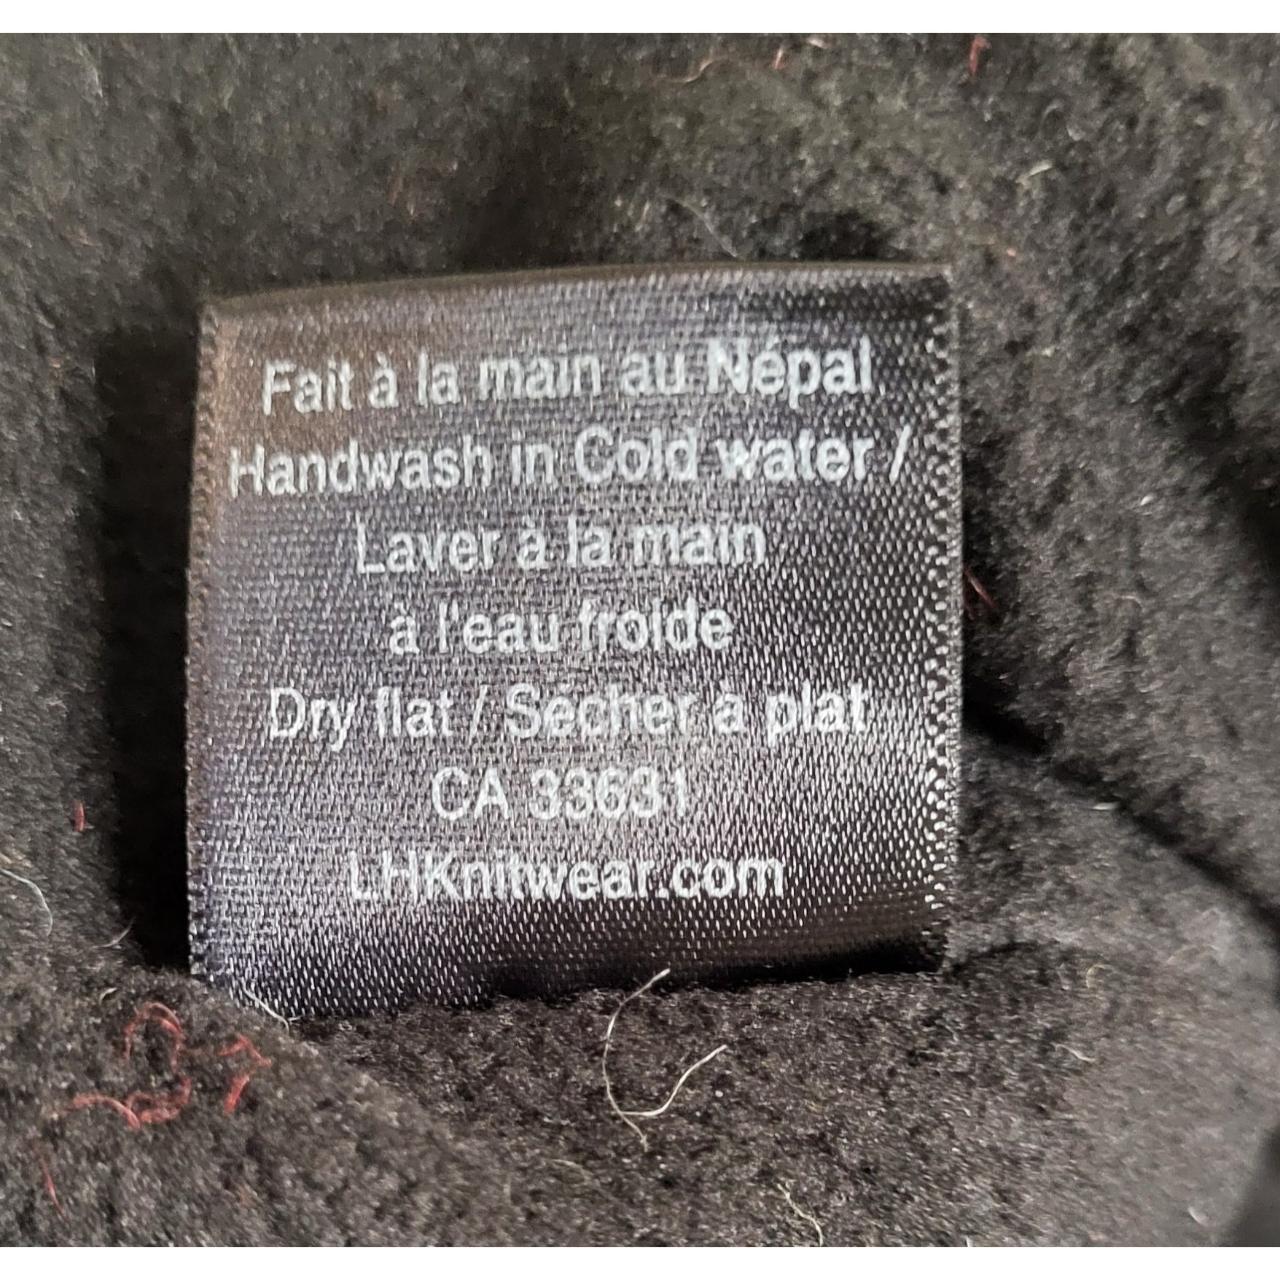 Fait à la main au Népal
Handwash in Cold water /
Laver à la main
à l'eau froide
Dry flat / Sécher à plat
CA 33631
LHKnitwear.com